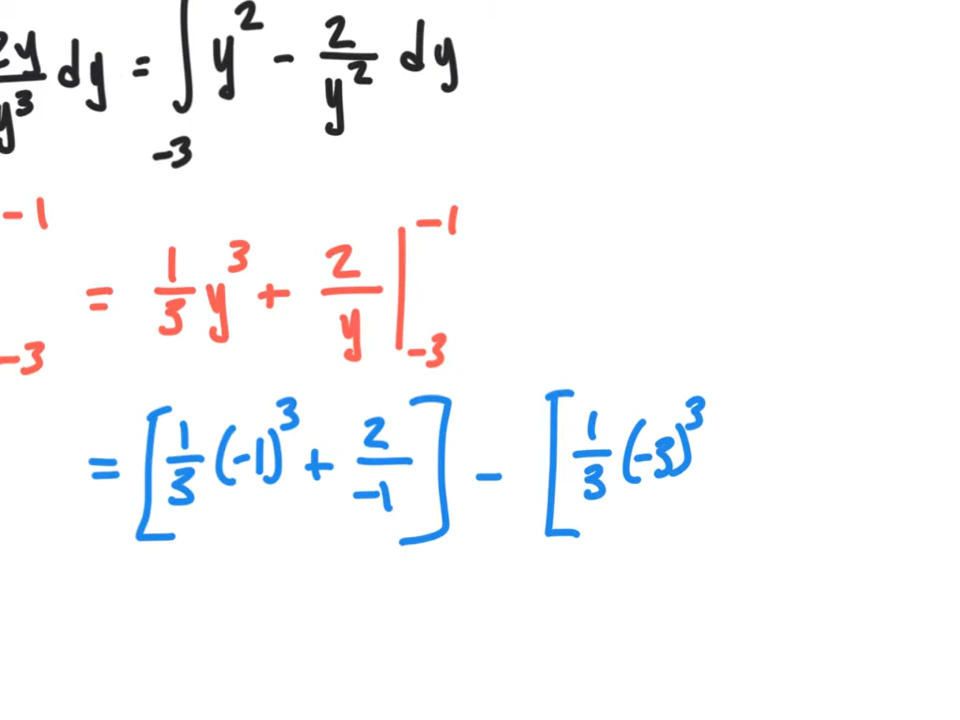 2y/y³ dy = ∫₋₃ y² - 2/y² dy
-1
-3
= 1/3 y³ + 2/y |₋₃⁻¹
= [1/3 (-1)³ + 2/-1] - [1/3 (-3)³